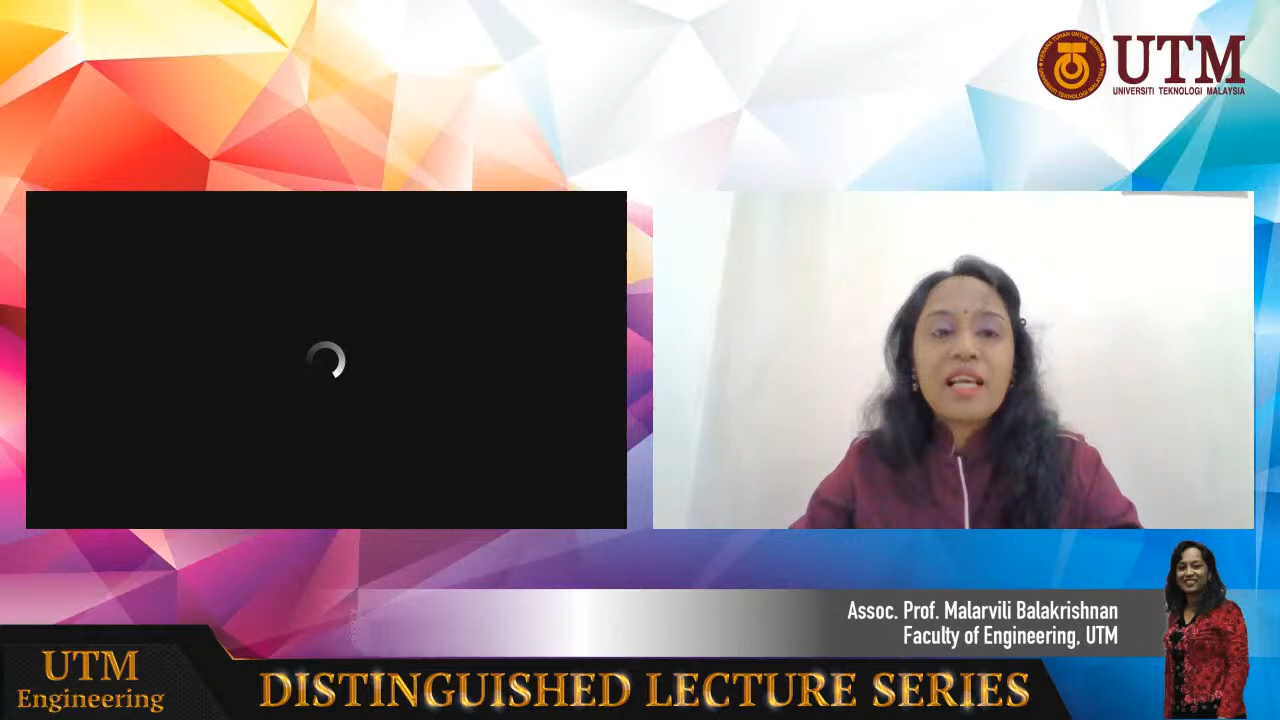 UTM
UNIVERSITI TEKNOLOGI MALAYSIA
Assoc. Prof. Malarvili Balakrishnan
Faculty of Engineering, UTM
UTM
Engineering
DISTINGUISHED LECTURE SERIES